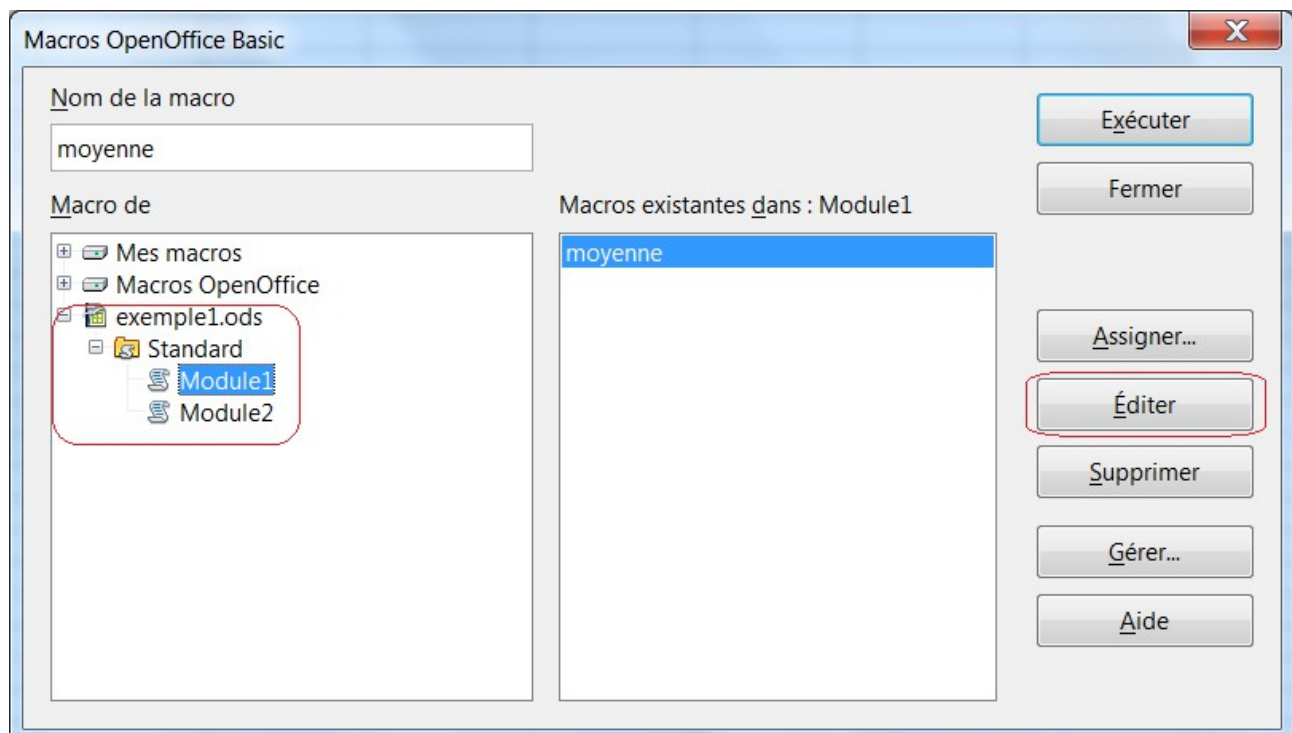 Macros OpenOffice Basic
Nom de la macro
moyenne
Macro de
Mes macros
Macros OpenOffice
exemple1.ods
Standard
Module1
Module2
Macros existantes dans : Module1
moyenne
Exécuter
Fermer
Assigner...
Éditer
Supprimer
Gérer...
Aide